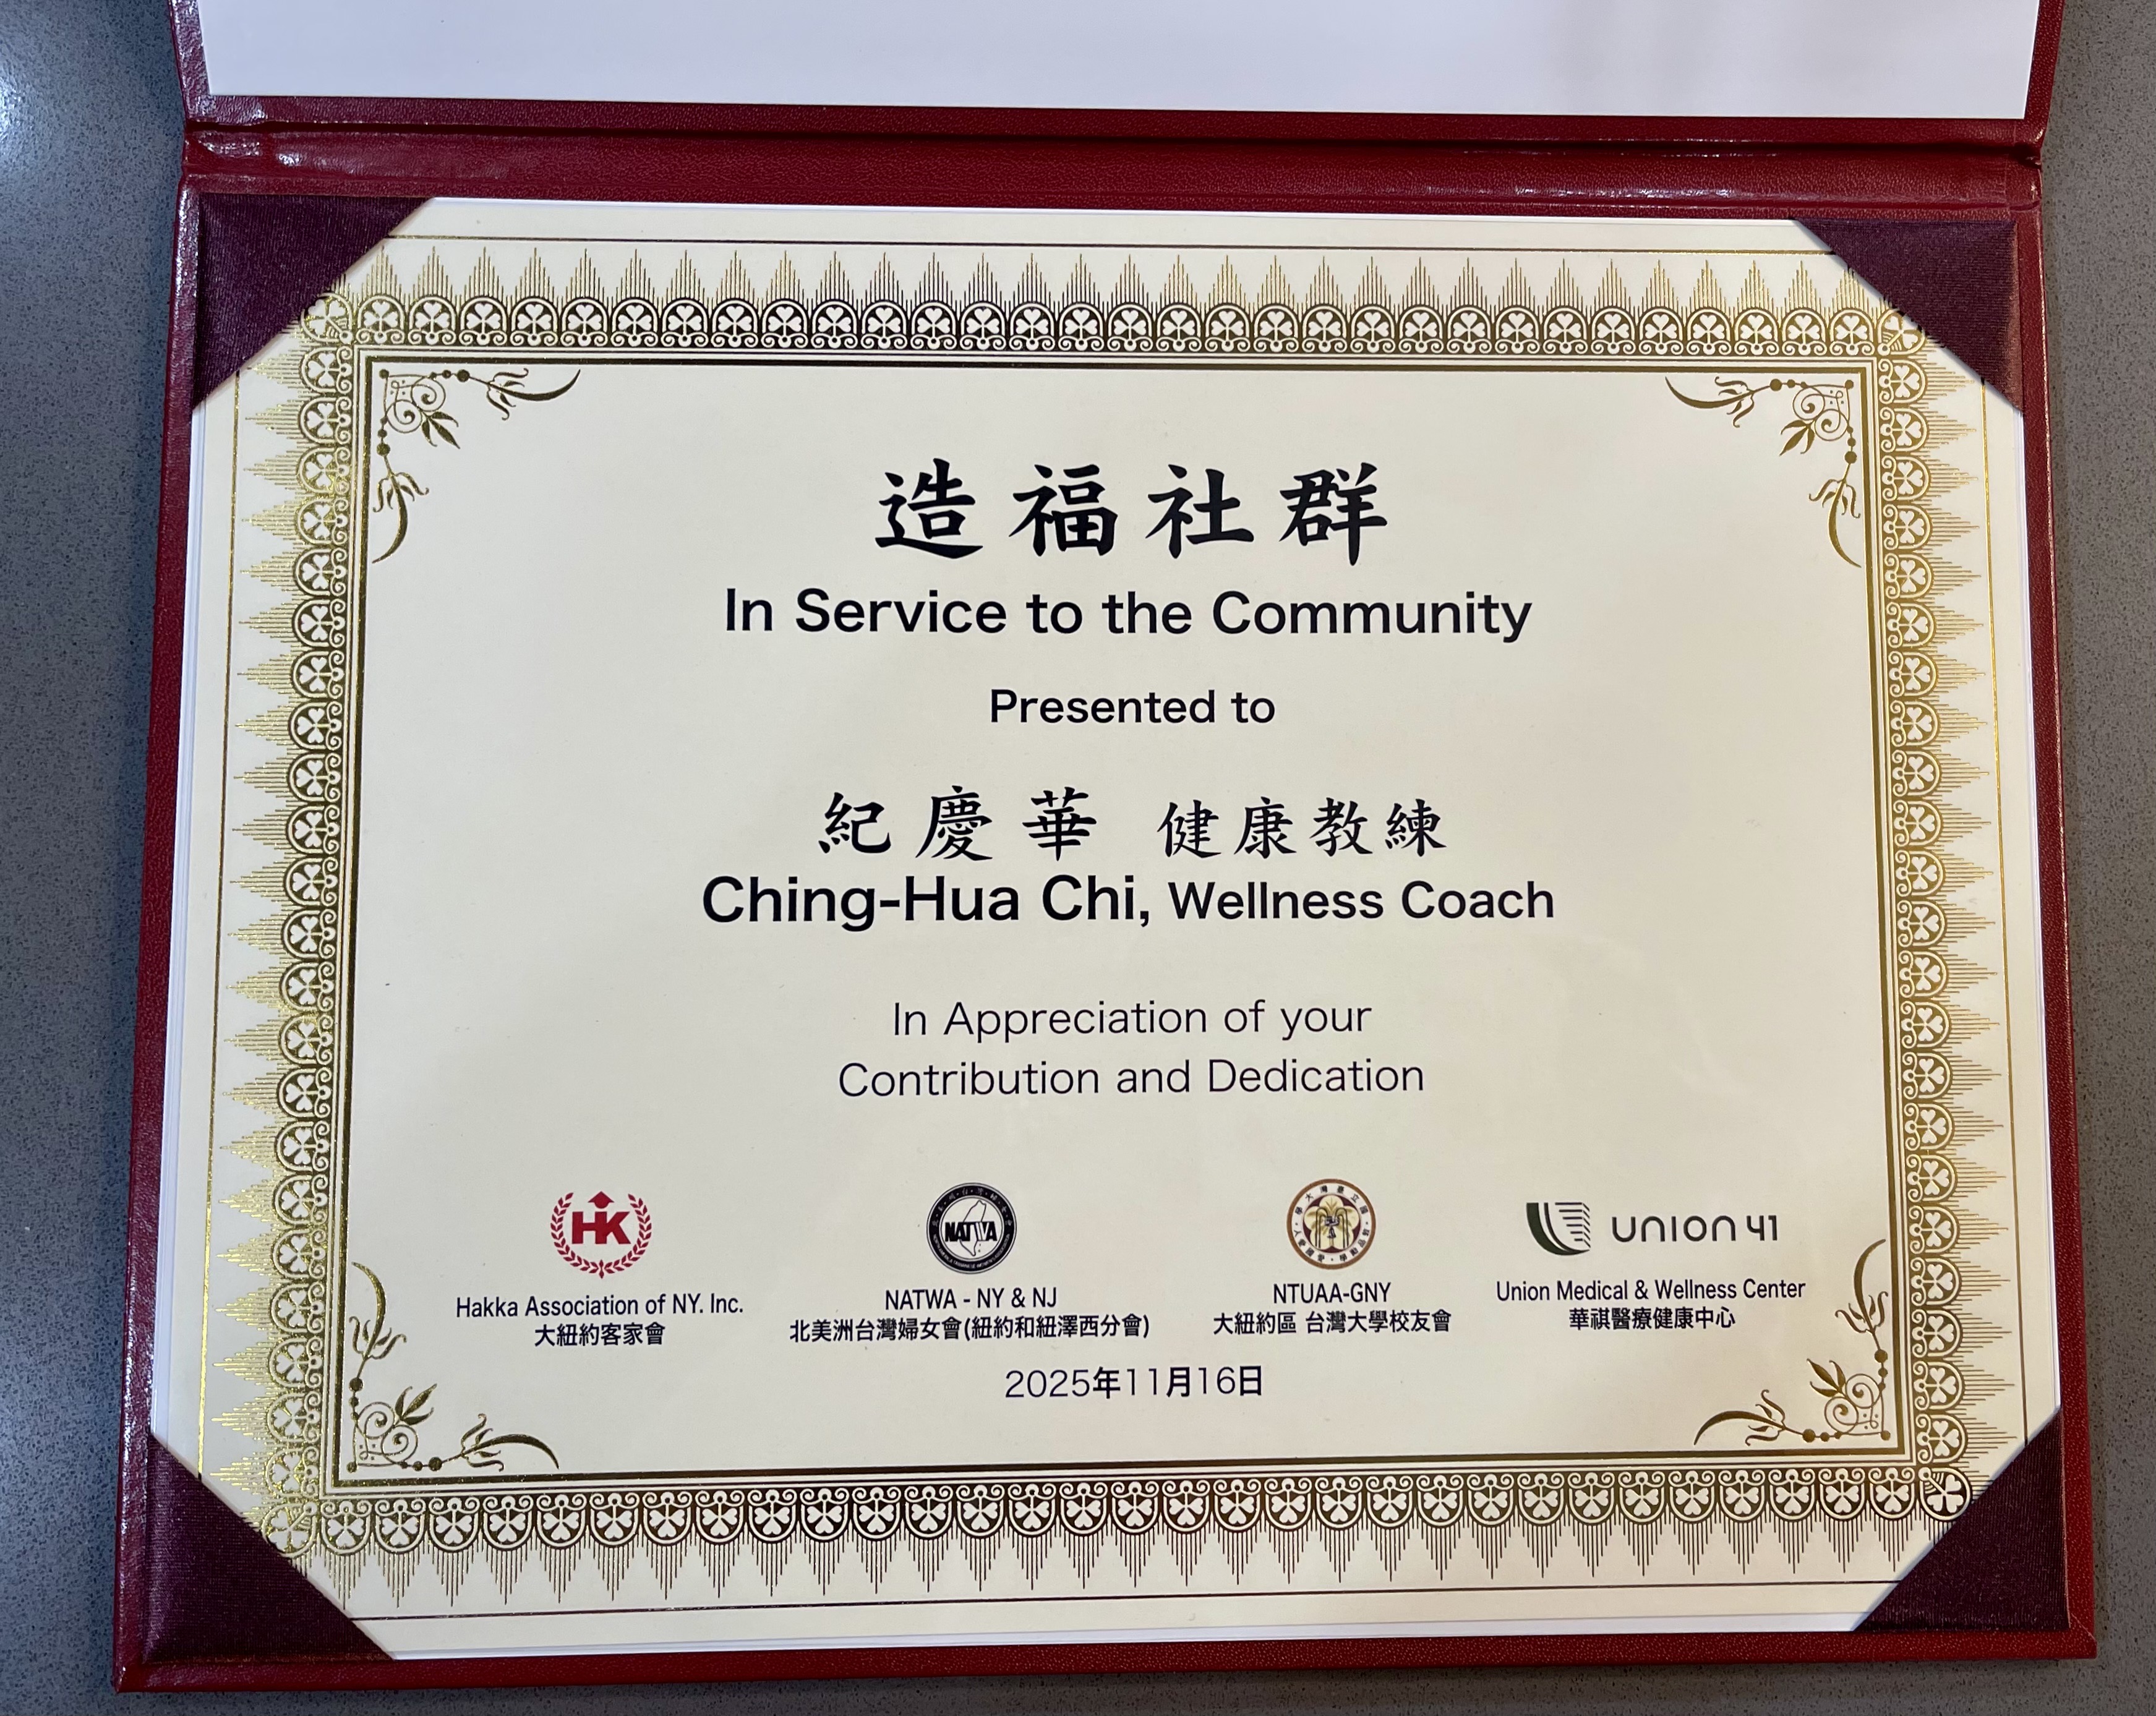 造福社群
In Service to the Community
Presented to
紀慶華 健康教練
Ching-Hua Chi, Wellness Coach
In Appreciation of your
Contribution and Dedication
HK
NATWA
UNION 41
Hakka Association of NY. Inc.
大紐約客家會
NATWA - NY & NJ
北美洲台灣婦女會(紐約和紐澤西分會)
NTUAA-GNY
大紐約區 台灣大學校友會
Union Medical & Wellness Center
華祺醫療健康中心
2025年11月16日